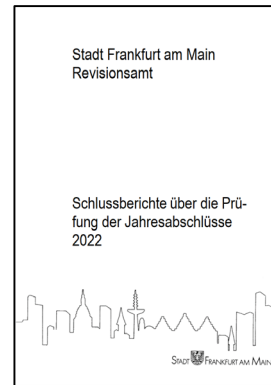 Stadt Frankfurt am Main
Revisionsamt
Schlussberichte über die Prü-
fung der Jahresabschlüsse
2022
STADT FRANKFURT AM MAIN